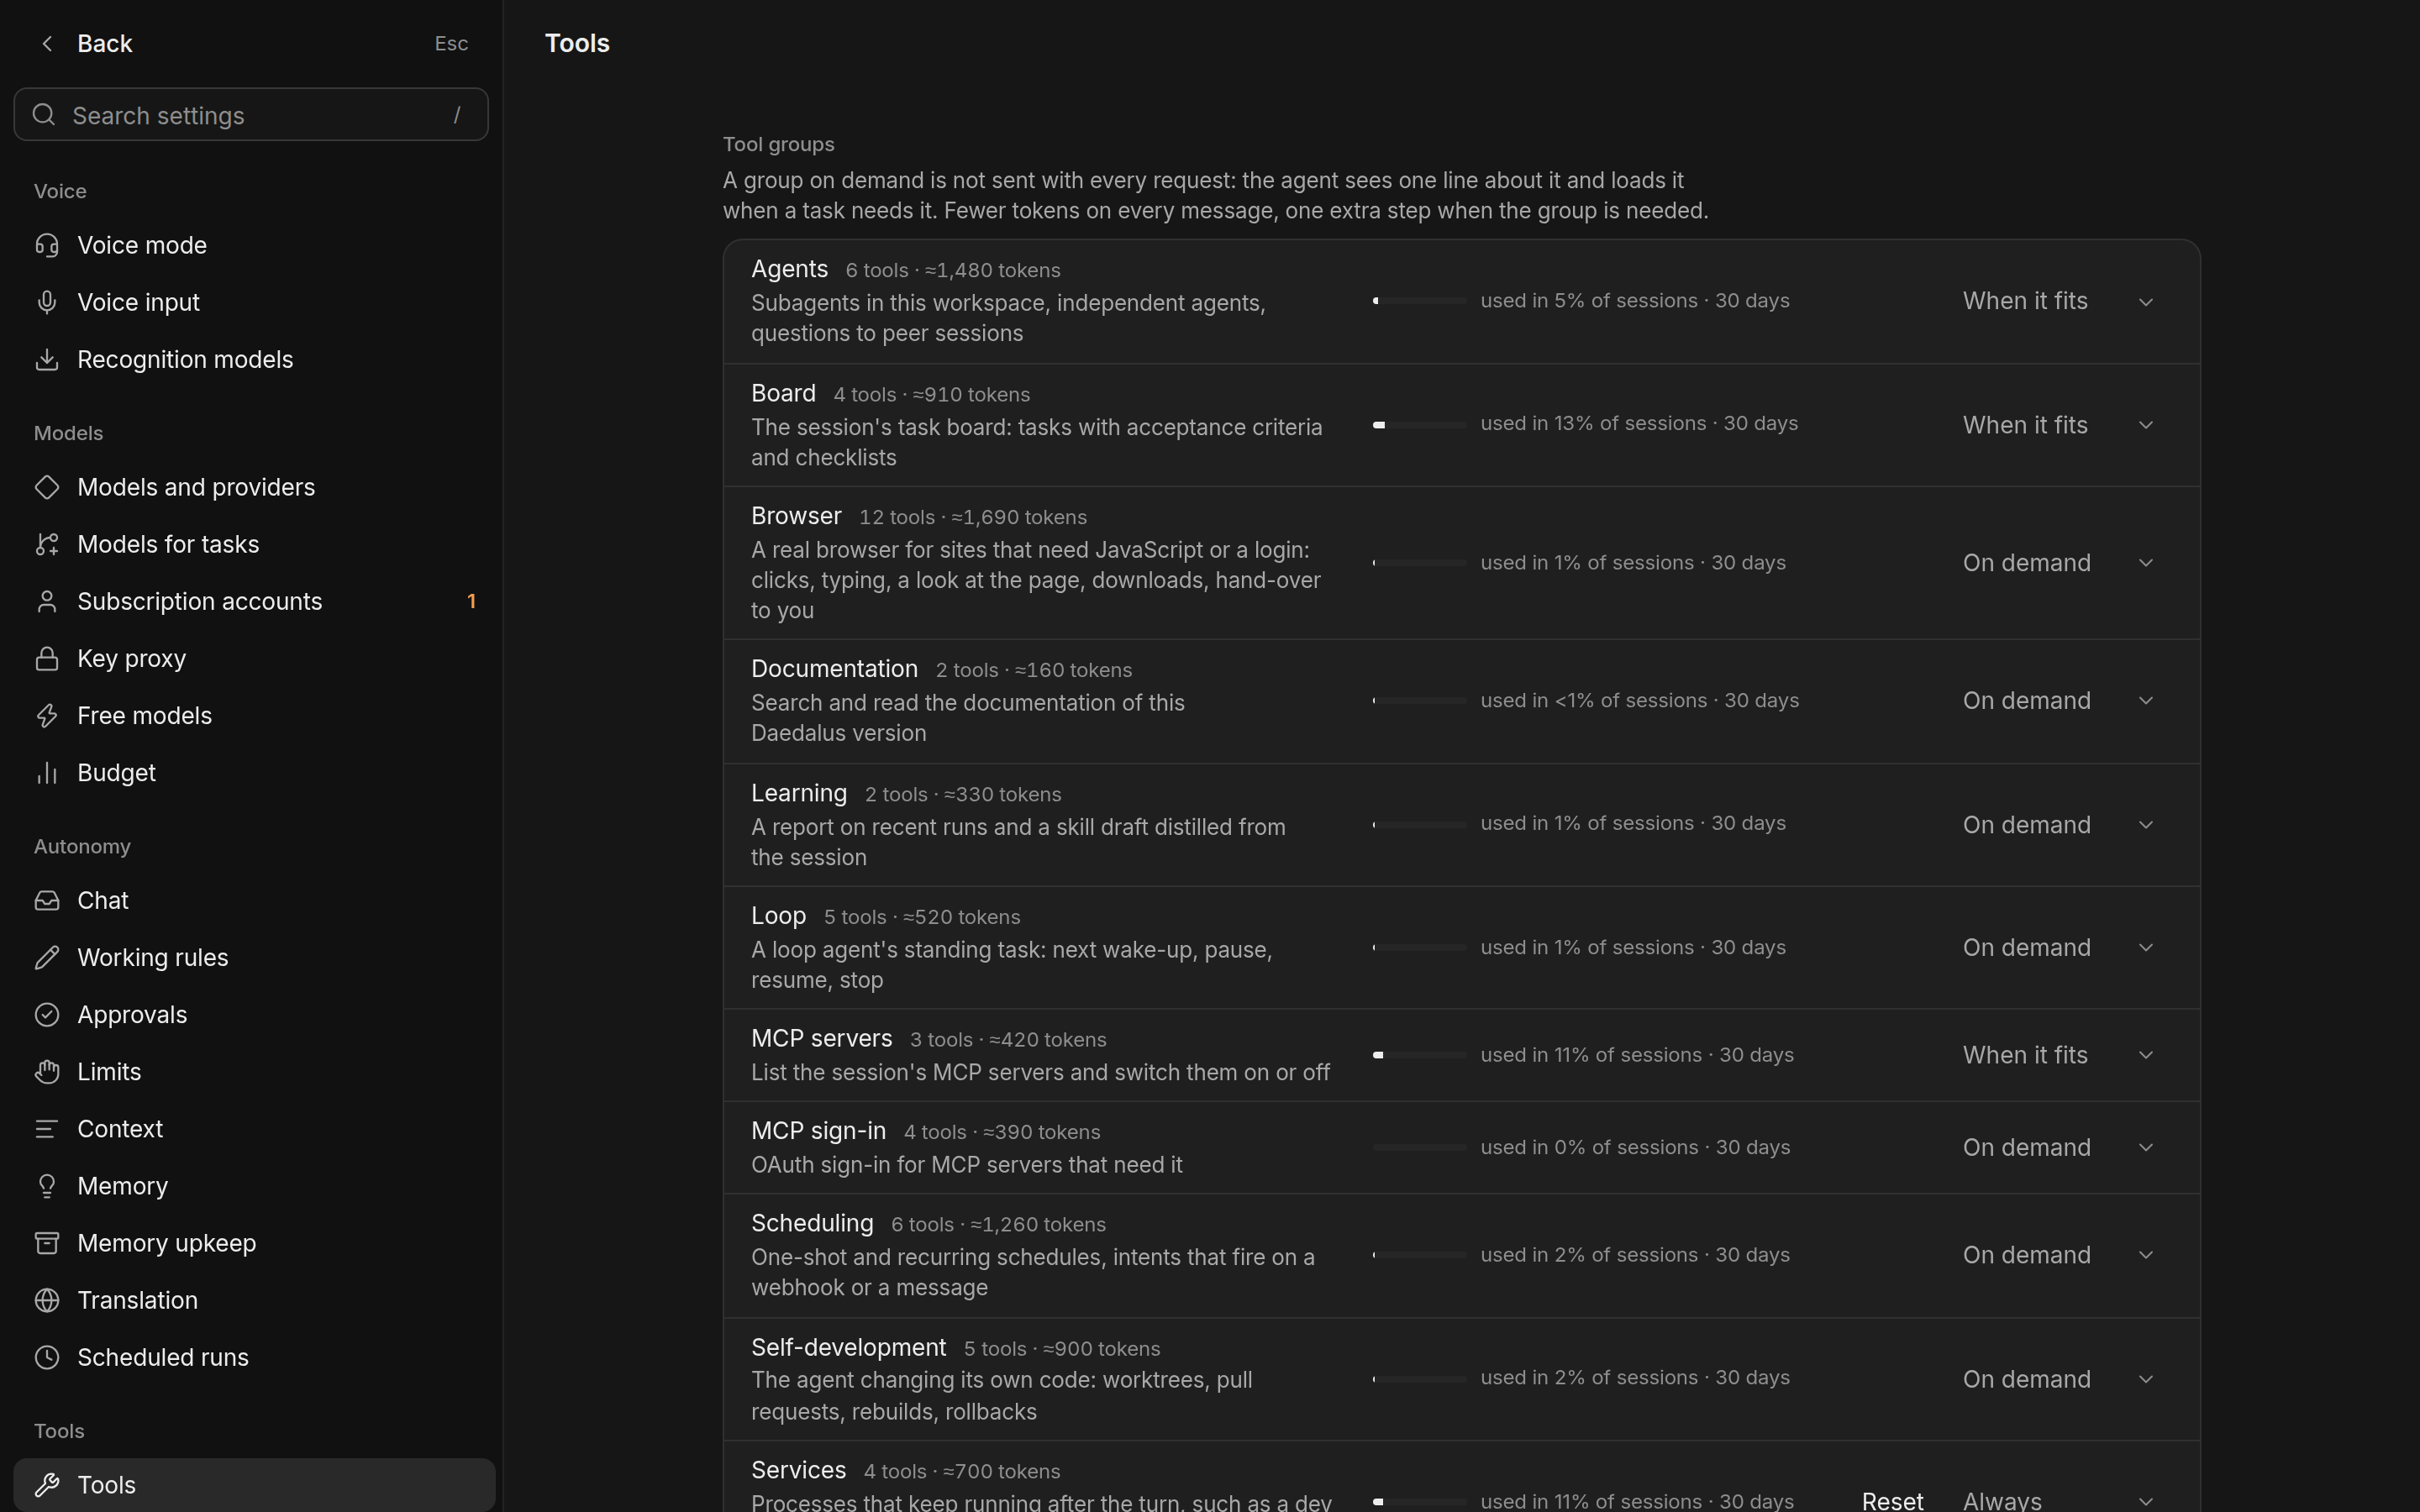 Back
Esc
Search settings
/
Voice
Voice mode
Voice input
Recognition models
Models
Models and providers
Models for tasks
Subscription accounts
1
Key proxy
Free models
Budget
Autonomy
Chat
Working rules
Approvals
Limits
Context
Memory
Memory upkeep
Translation
Scheduled runs
Tools
Tools
Tools
Tool groups
A group on demand is not sent with every request: the agent sees one line about it and loads it
when a task needs it. Fewer tokens on every message, one extra step when the group is needed.
Agents 6 tools · ≈1,480 tokens
Subagents in this workspace, independent agents,
questions to peer sessions
used in 5% of sessions · 30 days
When it fits
Board 4 tools · ≈910 tokens
The session's task board: tasks with acceptance criteria
and checklists
used in 13% of sessions · 30 days
When it fits
Browser 12 tools · ≈1,690 tokens
A real browser for sites that need JavaScript or a login:
clicks, typing, a look at the page, downloads, hand-over
to you
used in 1% of sessions · 30 days
On demand
Documentation 2 tools · ≈160 tokens
Search and read the documentation of this
Daedalus version
used in <1% of sessions · 30 days
On demand
Learning 2 tools · ≈330 tokens
A report on recent runs and a skill draft distilled from
the session
used in 1% of sessions · 30 days
On demand
Loop 5 tools · ≈520 tokens
A loop agent's standing task: next wake-up, pause,
resume, stop
used in 1% of sessions · 30 days
On demand
MCP servers 3 tools · ≈420 tokens
List the session's MCP servers and switch them on or off
used in 11% of sessions · 30 days
When it fits
MCP sign-in 4 tools · ≈390 tokens
OAuth sign-in for MCP servers that need it
used in 0% of sessions · 30 days
On demand
Scheduling 6 tools · ≈1,260 tokens
One-shot and recurring schedules, intents that fire on a
webhook or a message
used in 2% of sessions · 30 days
On demand
Self-development 5 tools · ≈900 tokens
The agent changing its own code: worktrees, pull
requests, rebuilds, rollbacks
used in 2% of sessions · 30 days
On demand
Services 4 tools · ≈700 tokens
Processes that keep running after the turn, such as a dev
used in 11% of sessions · 30 days
Reset
Always